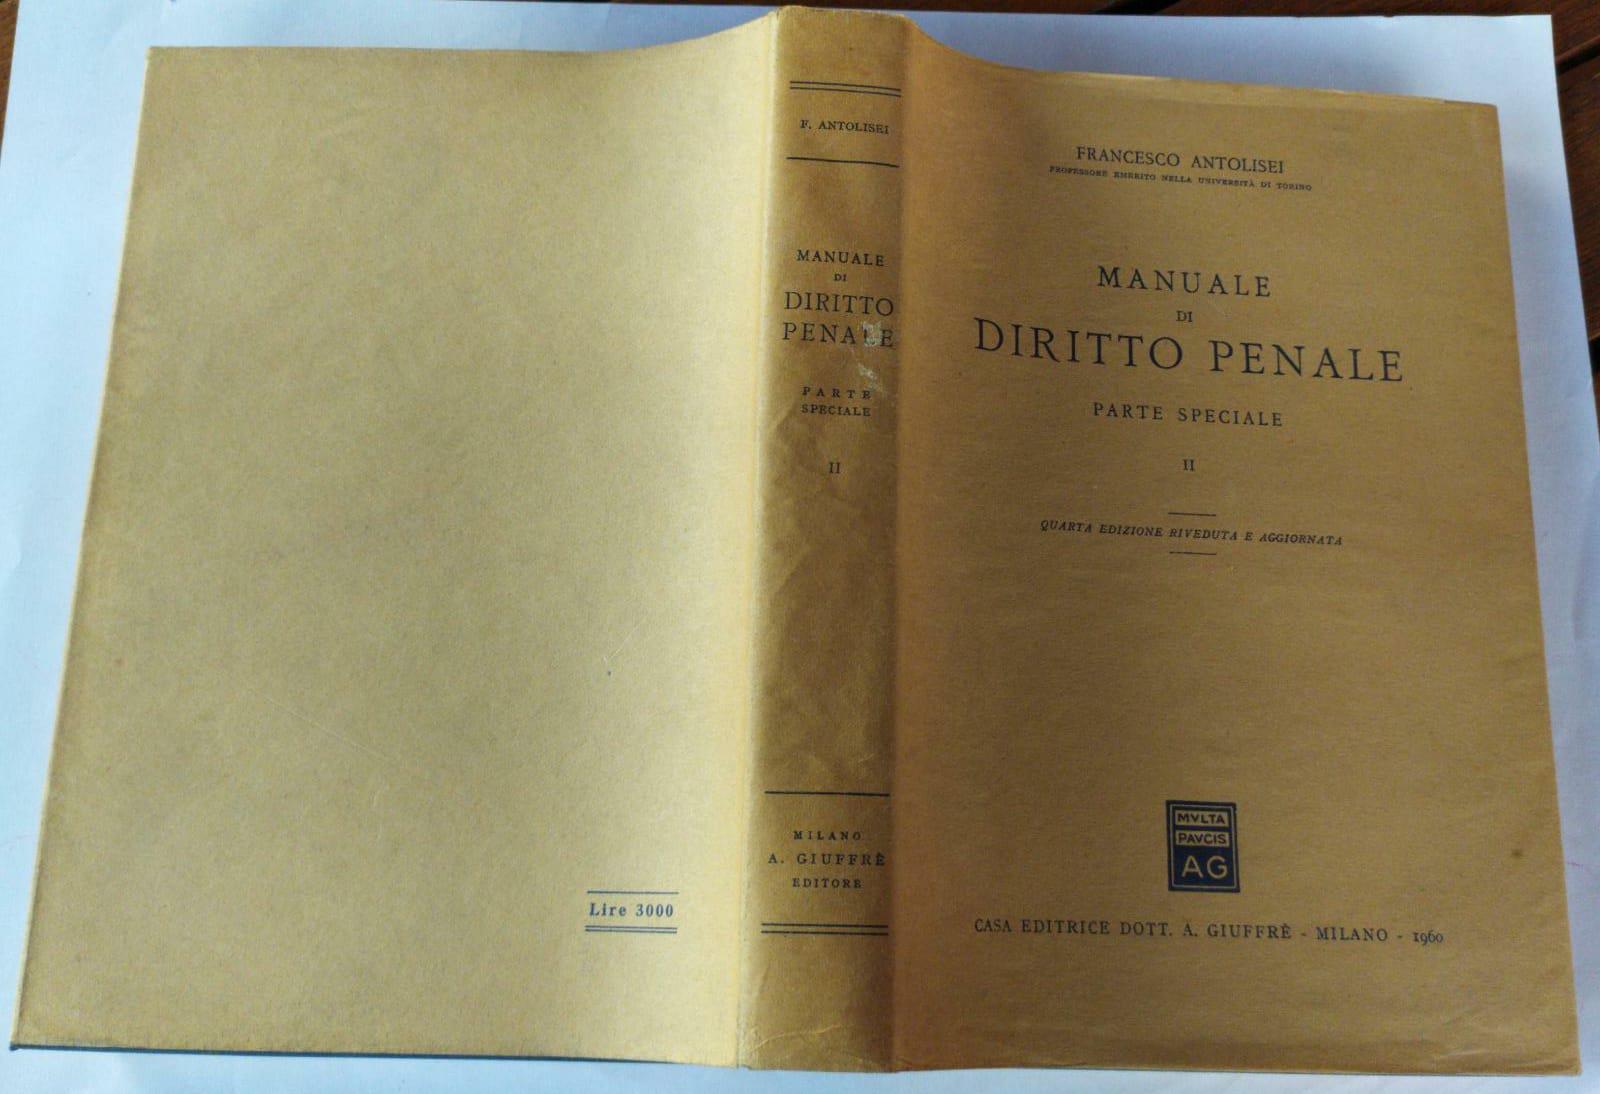 Lire 3000
F. ANTOLISEI
MANUALE
DI
DIRITTO
PENALE
PARTE
SPECIALE
II
MILANO
A. GIUFFRÈ
EDITORE
FRANCESCO ANTOLISEI
PROFESSORE EMERITO NELLA UNIVERSITÀ DI TORINO
MANUALE
DI
DIRITTO PENALE
PARTE SPECIALE
II
QUARTA EDIZIONE RIVEDUTA E AGGIORNATA
MVLTA
PAVCIS
AG
CASA EDITRICE DOTT. A. GIUFFRÈ - MILANO - 1960